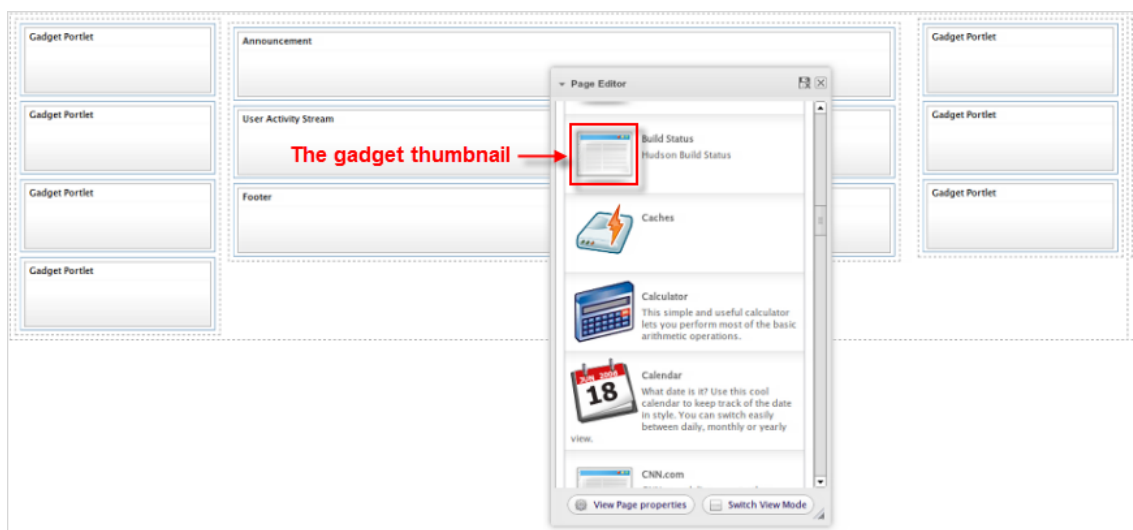 Gadget Portlet
Gadget Portlet
Gadget Portlet
Gadget Portlet
Announcement
User Activity Stream
Footer
The gadget thumbnail
Page Editor
Build Status
Hudson Build Status
Caches
Calculator
This simple and useful calculator
lets you perform most of the basic
arithmetic operations.
JUN 2008
18
Calendar
What date is it? Use this cool
calendar to keep track of the date
in style. You can switch easily
between daily, monthly or yearly
view.
CNN.com
View Page properties
Switch View Mode
Gadget Portlet
Gadget Portlet
Gadget Portlet